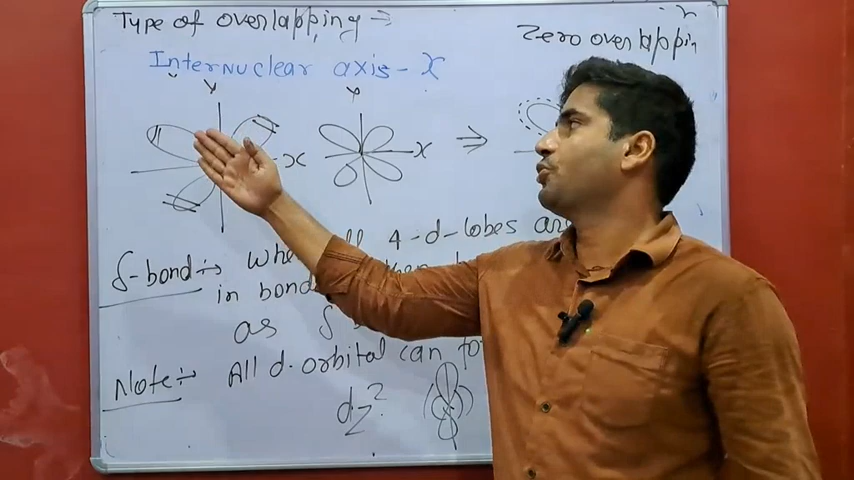 Type of overlapping ⇒
Zero overlappin
Internuclear axis - X
y
y
x
x
⇒
δ-bond :→ Whe 4-d-lobes are
in bond
as δ
Note :→ All d. orbital can fo
dz²